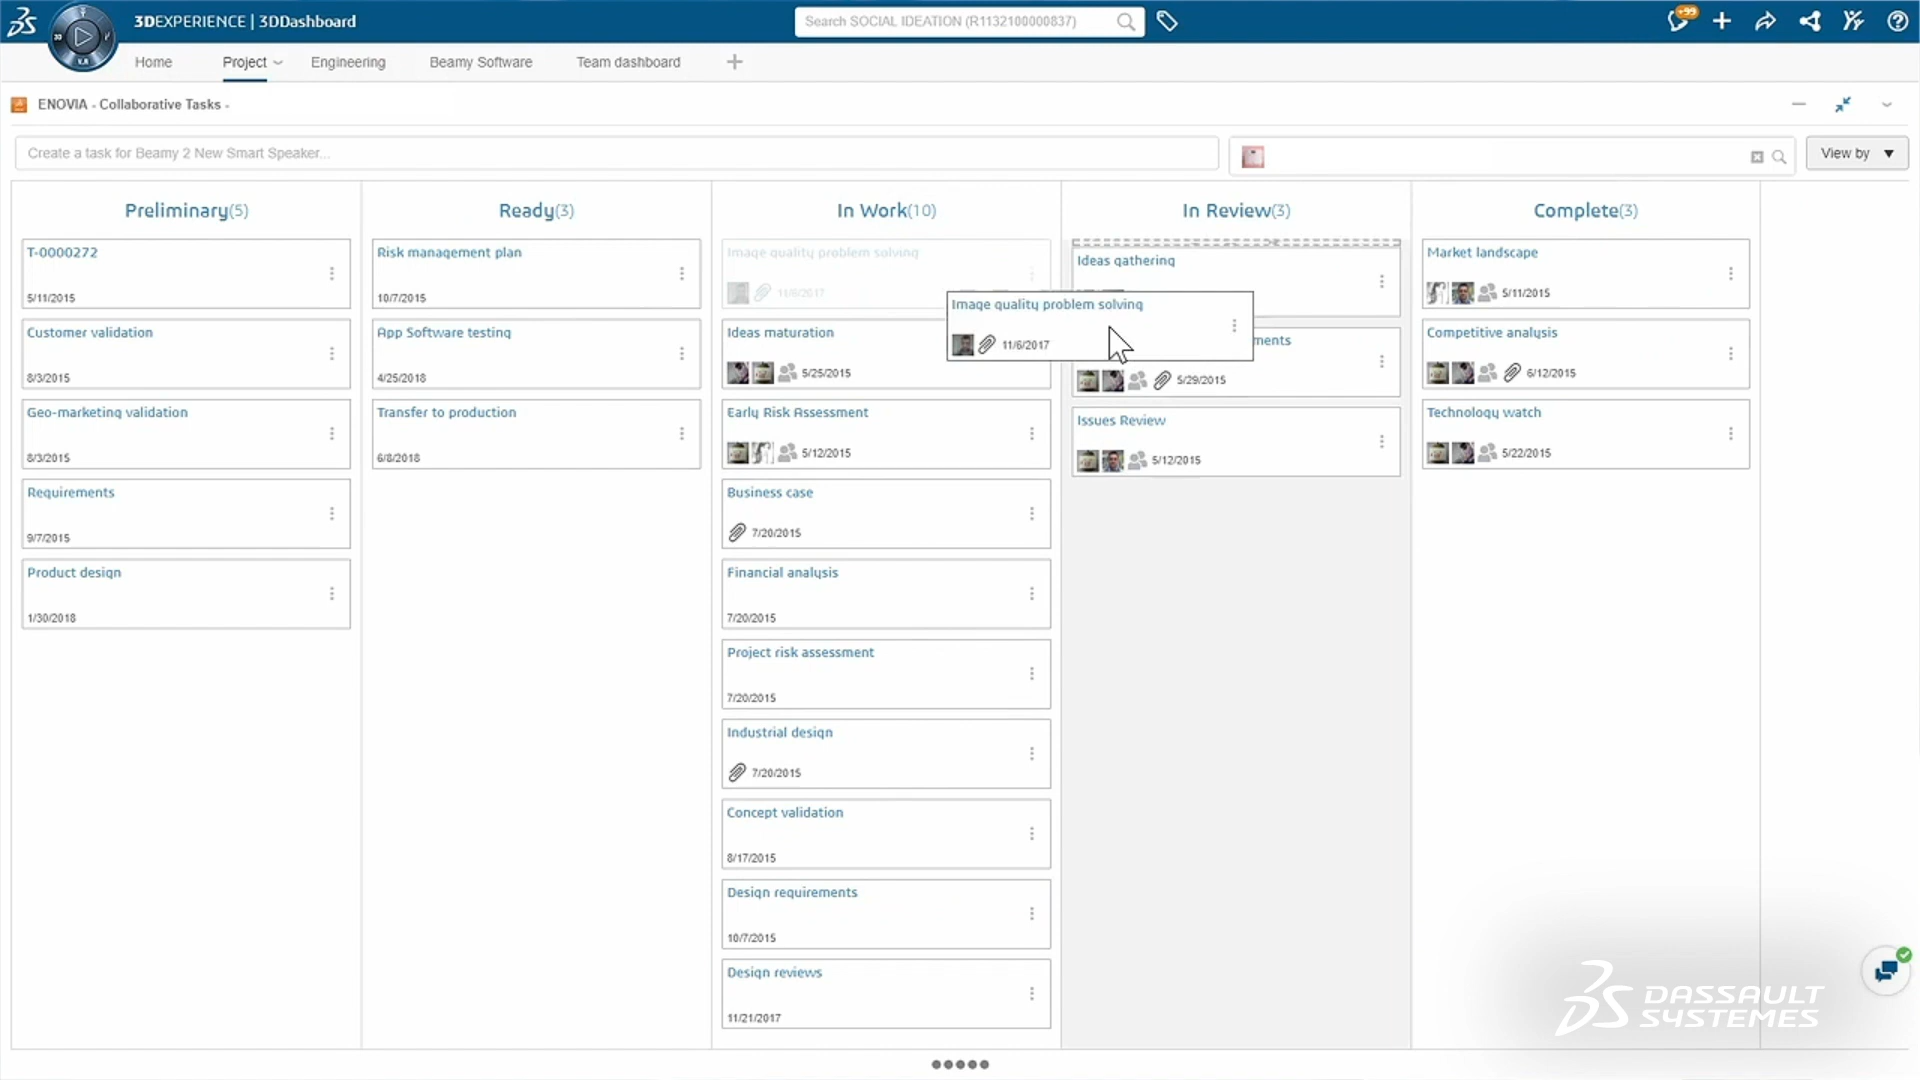 3DEXPERIENCE | 3DDashboard
Search SOCIAL IDEATION (R1132100000837)
+99
3D
V.R
Home
Project
Engineering
Beamy Software
Team dashboard
ENOVIA - Collaborative Tasks -
Create a task for Beamy 2 New Smart Speaker...
View by
Preliminary(5)
T-0000272
5/11/2015
Customer validation
8/3/2015
Geo-marketing validation
8/3/2015
Requirements
9/7/2015
Product design
1/30/2018
Ready(3)
Risk management plan
10/7/2015
App Software testing
4/25/2018
Transfer to production
6/8/2018
In Work(10)
Image quality problem solving
11/6/2017
Ideas maturation
5/25/2015
Early Risk Assessment
5/12/2015
Business case
7/20/2015
Financial analysis
7/20/2015
Project risk assessment
7/20/2015
Industrial design
7/20/2015
Concept validation
8/17/2015
Design requirements
10/7/2015
Design reviews
11/21/2017
In Review(3)
Ideas gathering
Image quality problem solving
11/6/2017
ments
5/29/2015
Issues Review
5/12/2015
Complete(3)
Market landscape
5/11/2015
Competitive analysis
6/12/2015
Technology watch
5/22/2015
DASSAULT
SYSTEMES